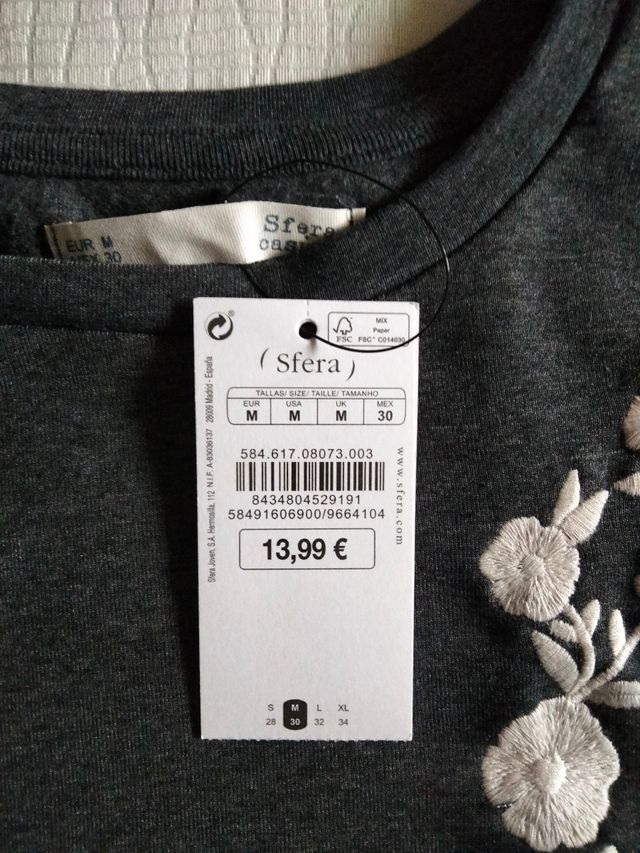 Sfera
cas
EUR M
MEX 30
MIX
Paper
FSC
FSC™ C014030
( Sfera )
TALLAS/ SIZE/ TAILLE/ TAMANHO
EUR USA UK MEX
M M M 30
584.617.08073.003
8434804529191
58491606900/9664104
13,99 €
www.sfera.com
Sfera Joven, S.A. Hermosilla, 112 N.I.F. A-83036137 28009 Madrid - España
S M L XL
28 30 32 34